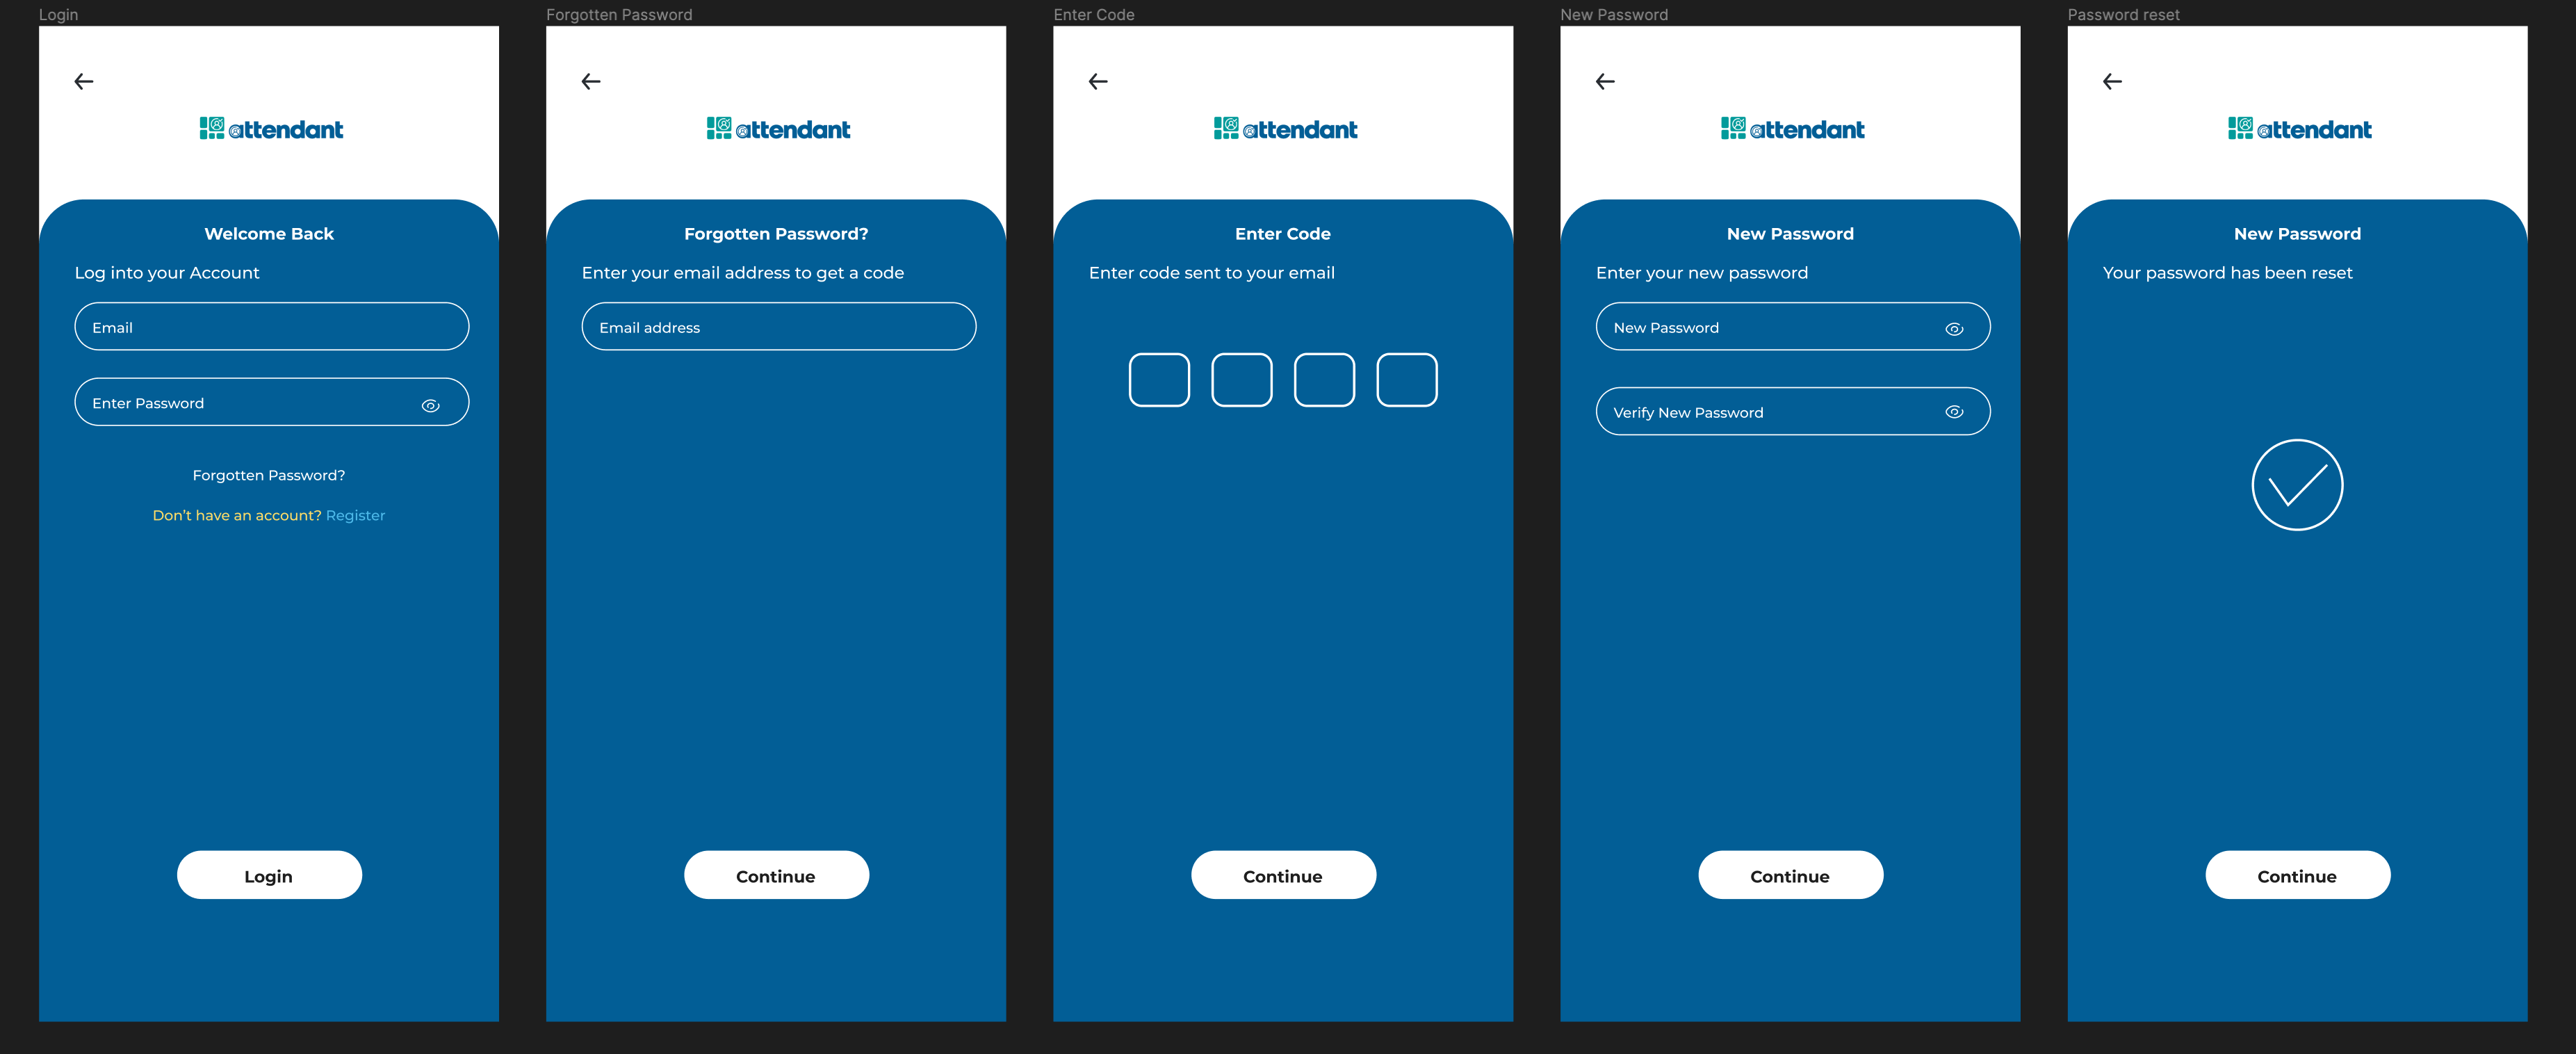 Login
attendant
Welcome Back
Log into your Account
Email
Enter Password
Forgotten Password?
Don't have an account? Register
Login
Forgotten Password
attendant
Forgotten Password?
Enter your email address to get a code
Email address
Continue
Enter Code
attendant
Enter Code
Enter code sent to your email
Continue
New Password
attendant
New Password
Enter your new password
New Password
Verify New Password
Continue
Password reset
attendant
New Password
Your password has been reset
Continue